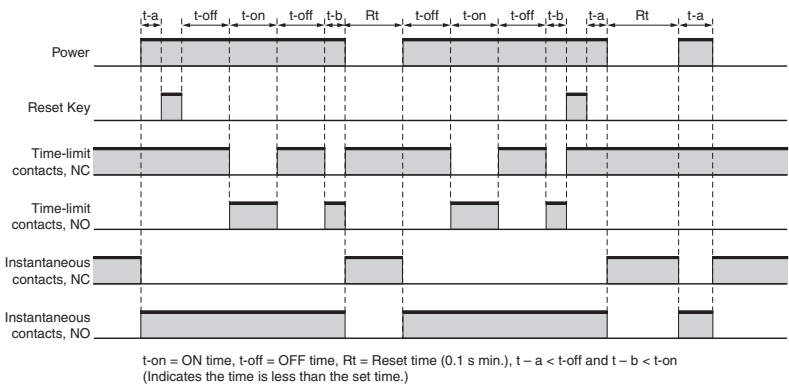 t-a t-off t-on t-off t-b Rt t-off t-on t-off t-b t-a Rt t-a
Power
Reset Key
Time-limit
contacts, NC
Time-limit
contacts, NO
Instantaneous
contacts, NC
Instantaneous
contacts, NO
t-on = ON time, t-off = OFF time, Rt = Reset time (0.1 s min.), t – a < t-off and t – b < t-on
(Indicates the time is less than the set time.)